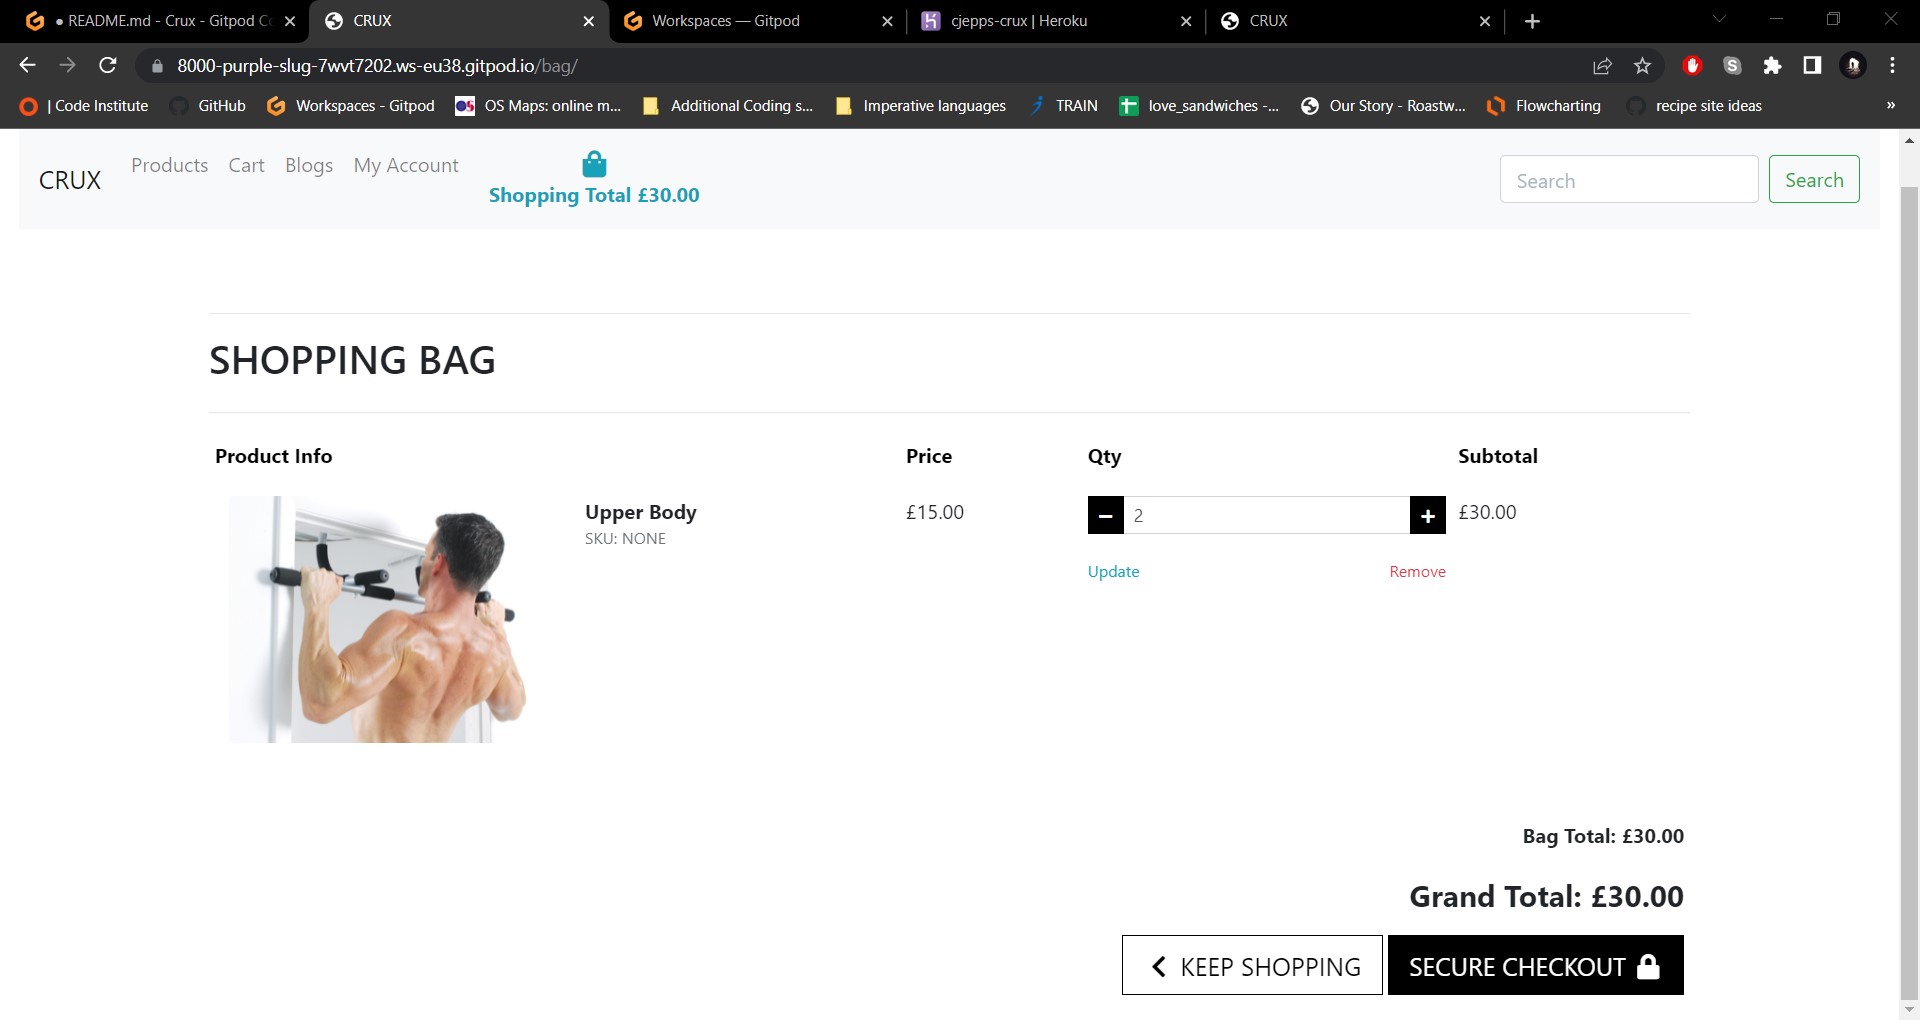 ● README.md - Crux - Gitpod Co
CRUX
Workspaces — Gitpod
cjepps-crux | Heroku
CRUX
8000-purple-slug-7wvt7202.ws-eu38.gitpod.io/bag/
| Code Institute
GitHub
Workspaces - Gitpod
OS Maps: online m...
Additional Coding s...
Imperative languages
TRAIN
love_sandwiches -...
Our Story - Roastw...
Flowcharting
recipe site ideas
»
CRUX
Products
Cart
Blogs
My Account
Shopping Total £30.00
Search
Search
SHOPPING BAG
Product Info
Price
Qty
Subtotal
Upper Body
SKU: NONE
£15.00
2
£30.00
Update
Remove
Bag Total: £30.00
Grand Total: £30.00
KEEP SHOPPING
SECURE CHECKOUT